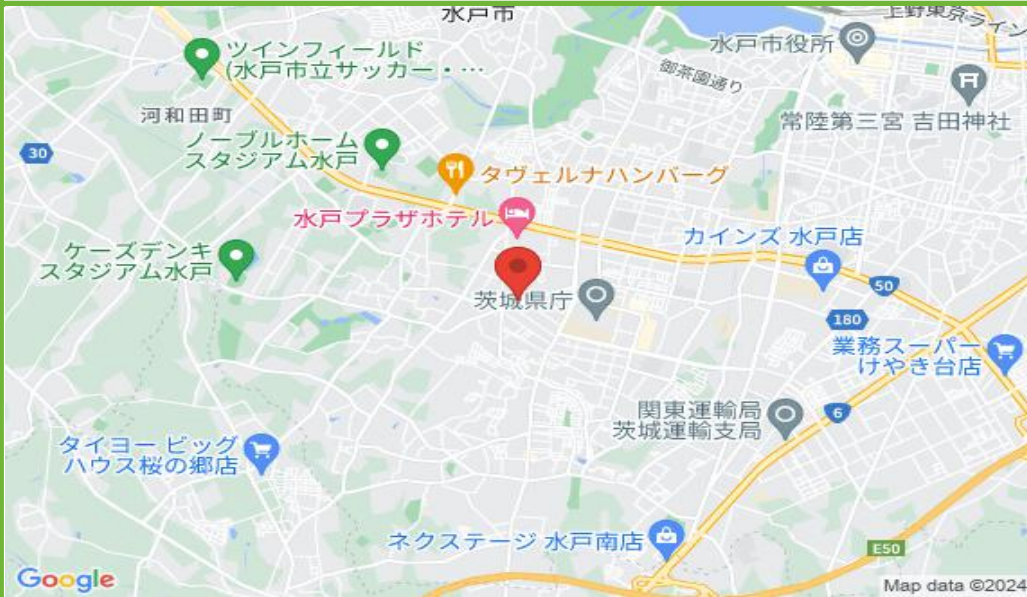 水戸市
上野東京ライン
ツインフィールド
(水戸市立サッカー・…
水戸市役所
御茶園通り
河和田町
常陸第三宮 吉田神社
ノーブルホーム
スタジアム水戸
30
タヴェルナハンバーグ
水戸プラザホテル
カインズ 水戸店
ケーズデンキ
スタジアム水戸
50
茨城県庁
180
業務スーパー
けやき台店
関東運輸局
茨城運輸支局
6
タイヨー ビッグ
ハウス桜の郷店
ネクステージ 水戸南店
E50
Google
Map data ©2024